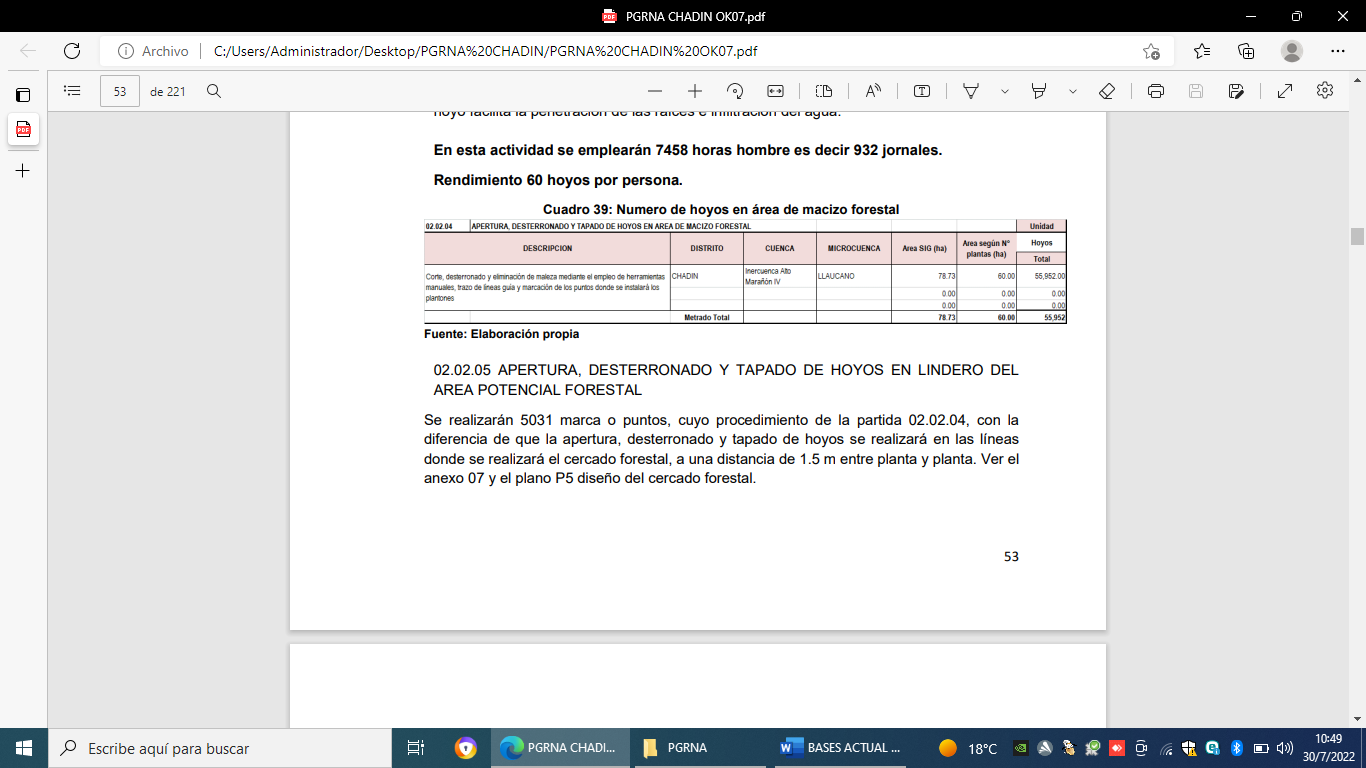 PGRNA CHADIN OK07.pdf
Archivo
C:/Users/Administrador/Desktop/PGRNA%20CHADIN/PGRNA%20CHADIN%20OK07.pdf
53 de 221
hoyo facilita la penetración de las raíces e infiltración del agua.
En esta actividad se emplearán 7458 horas hombre es decir 932 jornales.
Rendimiento 60 hoyos por persona.
Cuadro 39: Numero de hoyos en área de macizo forestal
02.02.04 APERTURA, DESTERRONADO Y TAPADO DE HOYOS EN AREA DE MACIZO FORESTAL Unidad
DESCRIPCION DISTRITO CUENCA MICROCUENCA Area SIG (ha) Area según N° plantas (ha) Hoyos
Total
Corte, desterronado y eliminación de maleza mediante el empleo de herramientas manuales, trazo de líneas guía y marcación de los puntos donde se instalará los plantones CHADIN Inercuenca Alto Marañón IV LLAUCANO 78.73 60.00 55,952.00
0.00 0.00 0.00
0.00 0.00 0.00
Metrado Total 78.73 60.00 55,952
Fuente: Elaboración propia
02.02.05 APERTURA, DESTERRONADO Y TAPADO DE HOYOS EN LINDERO DEL
AREA POTENCIAL FORESTAL
Se realizarán 5031 marca o puntos, cuyo procedimiento de la partida 02.02.04, con la
diferencia de que la apertura, desterronado y tapado de hoyos se realizará en las líneas
donde se realizará el cercado forestal, a una distancia de 1.5 m entre planta y planta. Ver el
anexo 07 y el plano P5 diseño del cercado forestal.
53
Escribe aquí para buscar
PGRNA CHADI...
PGRNA
BASES ACTUAL ...
18°C
10:49
30/7/2022